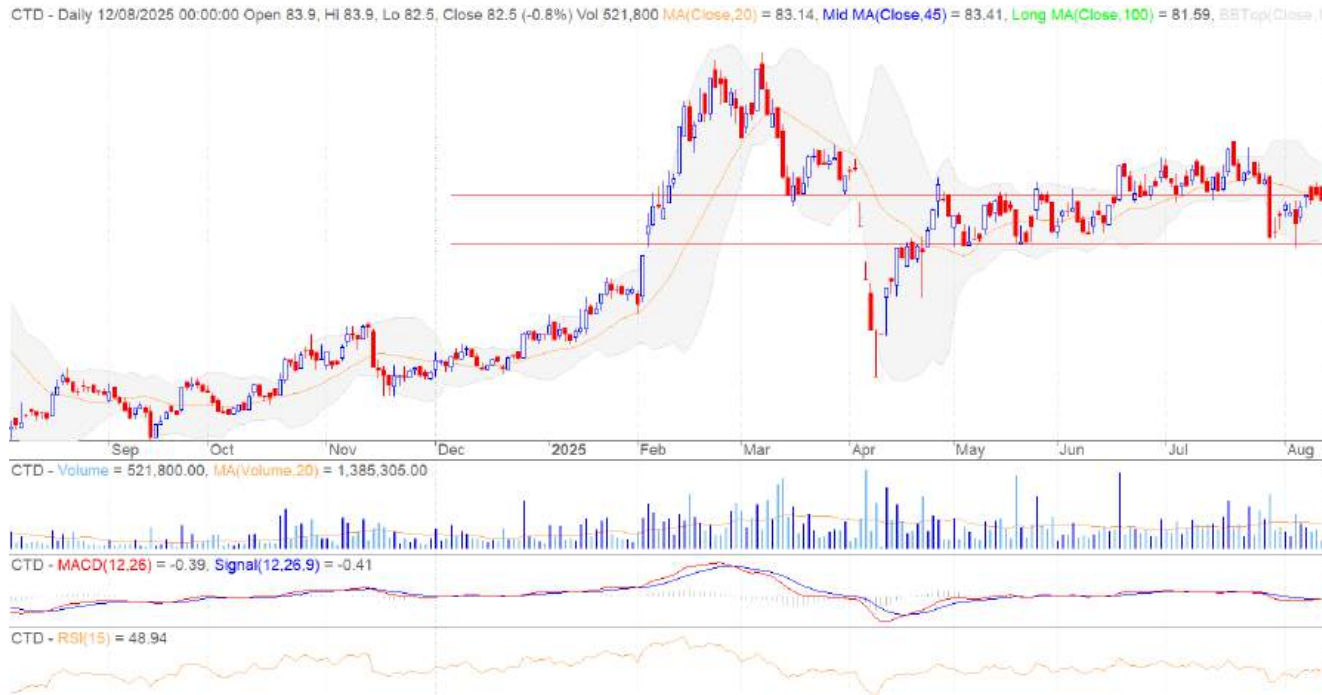 CTD - Daily 12/08/2025 00:00:00 Open 83.9, Hi 83.9, Lo 82.5, Close 82.5 (-0.8%) Vol 521,800 MA(Close,20) = 83.14, Mid MA(Close,45) = 83.41, Long MA(Close,100) = 81.59, BBTop(Close,
Sep Oct Nov Dec 2025 Feb Mar Apr May Jun Jul Aug
CTD - Volume = 521,800.00, MA(Volume,20) = 1,385,305.00
CTD - MACD(12,26) = -0.39, Signal(12,26,9) = -0.41
CTD - RSI(15) = 48.94